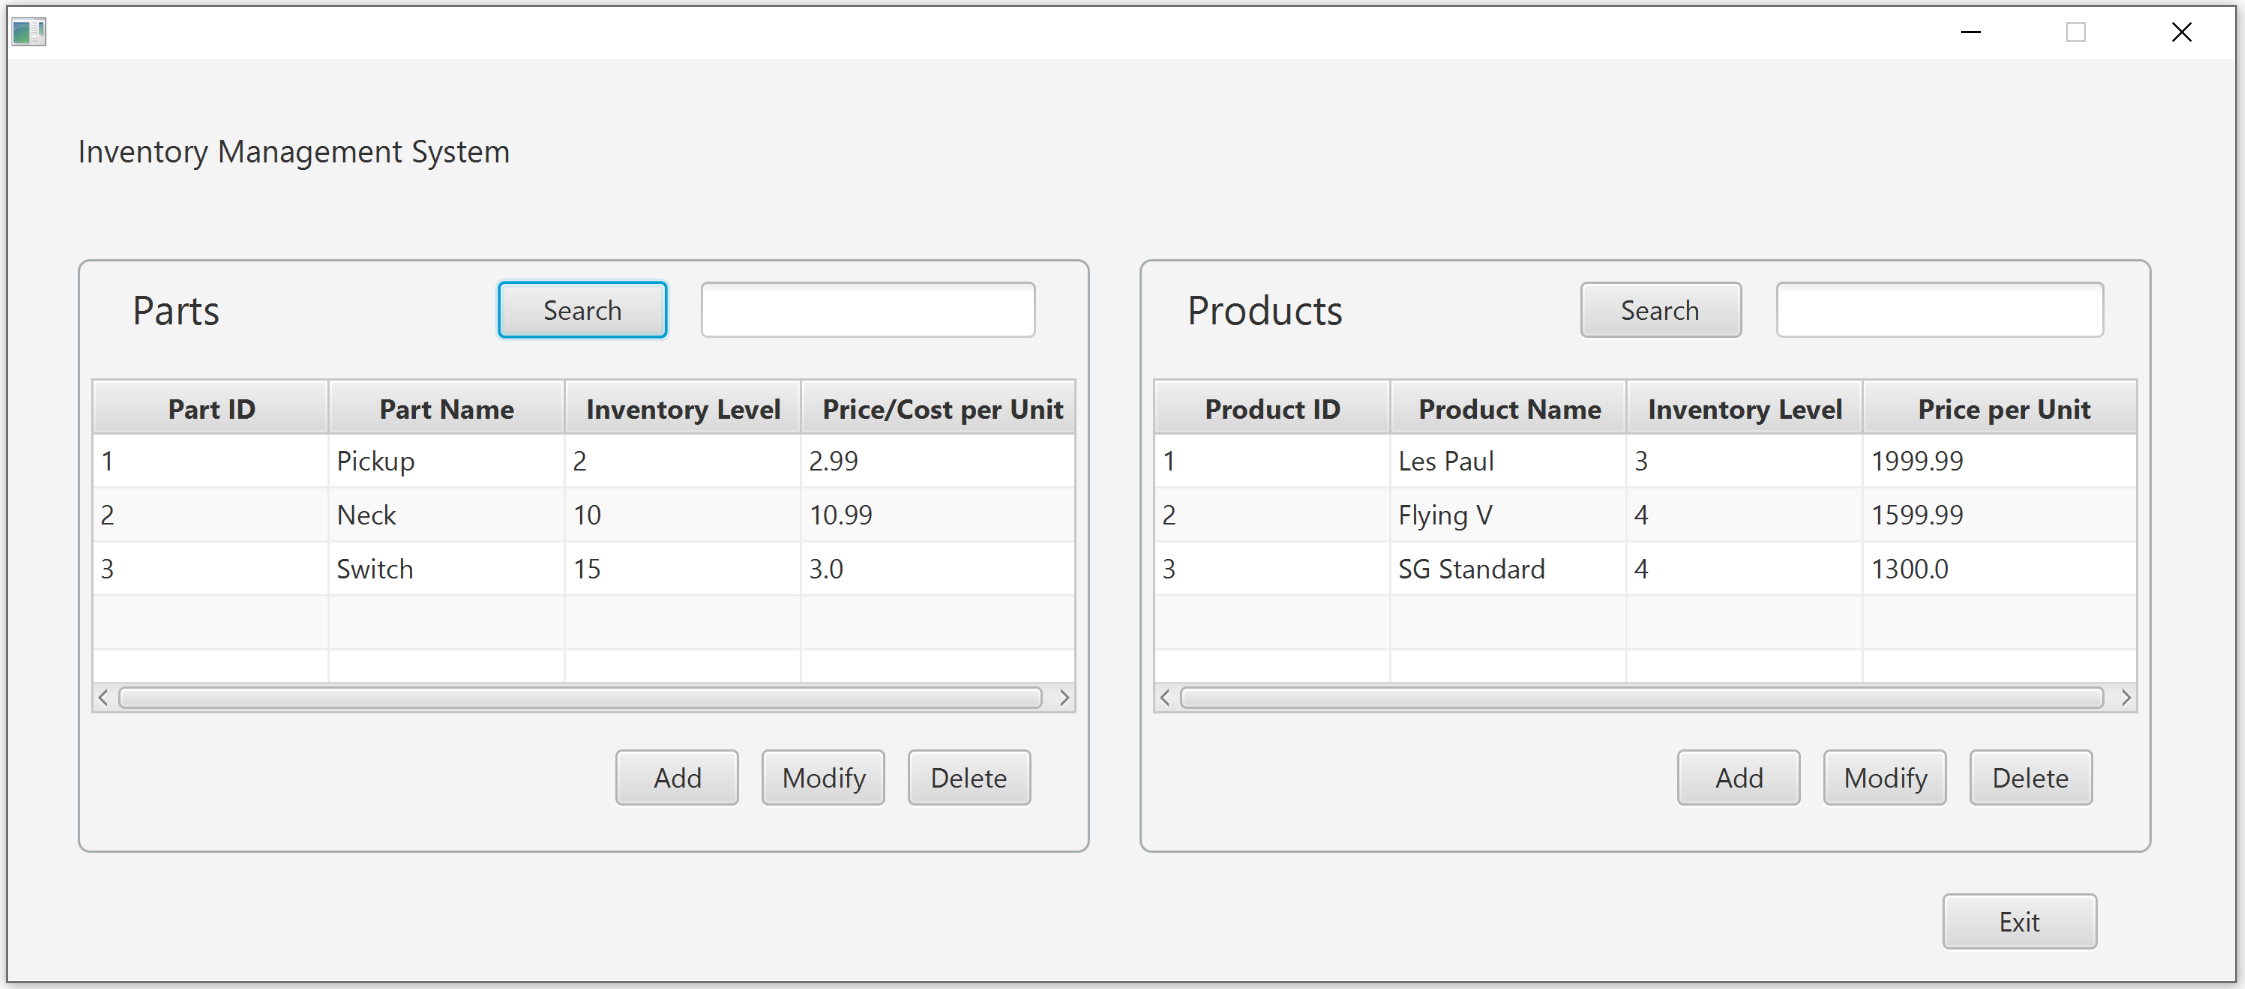 Inventory Management System
Parts
Search
Part ID Part Name Inventory Level Price/Cost per Unit
1 Pickup 2 2.99
2 Neck 10 10.99
3 Switch 15 3.0
Add Modify Delete
Products
Search
Product ID Product Name Inventory Level Price per Unit
1 Les Paul 3 1999.99
2 Flying V 4 1599.99
3 SG Standard 4 1300.0
Add Modify Delete
Exit